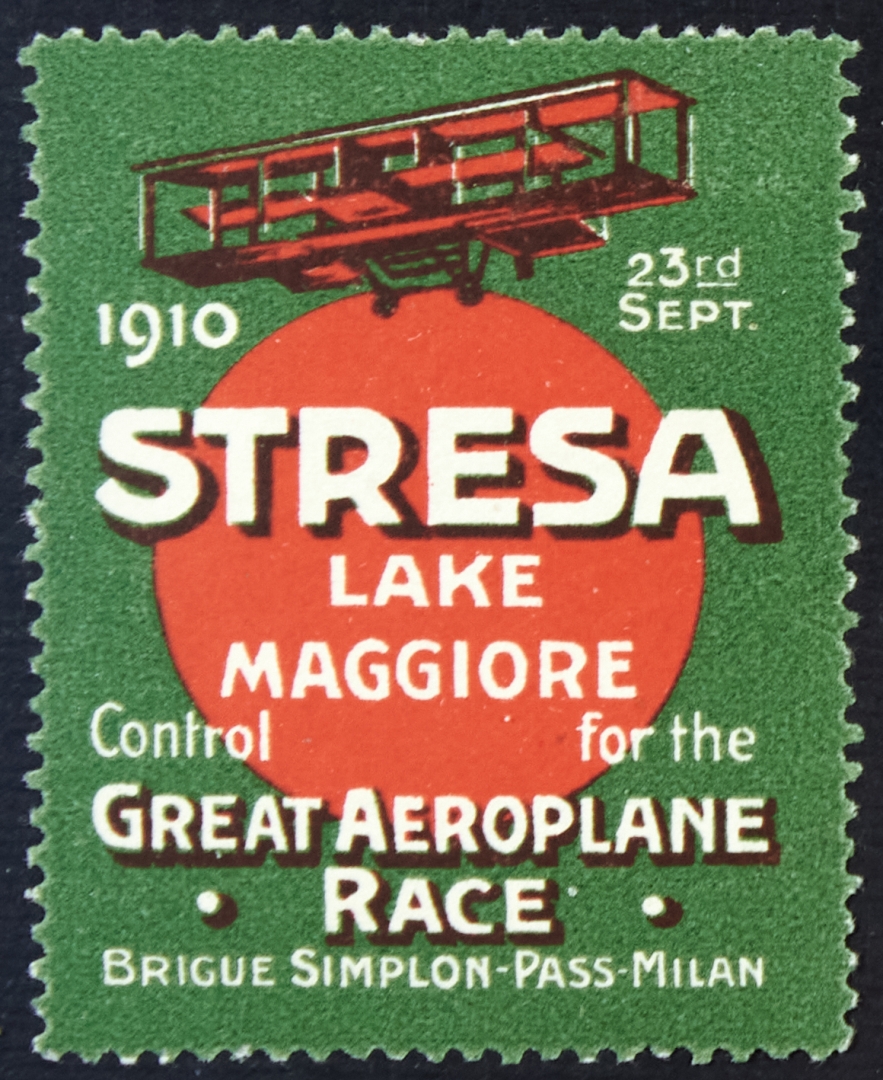 1910
23rd
SEPT.
STRESA
LAKE
MAGGIORE
Control for the
GREAT AEROPLANE
RACE
BRIGUE SIMPLON-PASS-MILAN